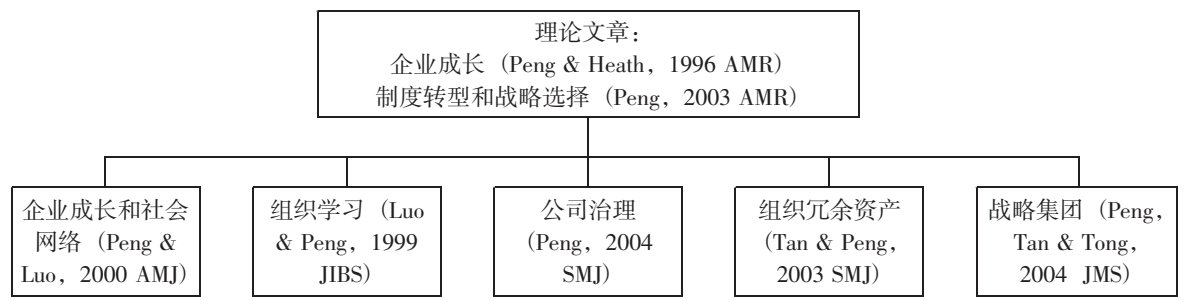 理论文章：
企业成长（Peng & Heath，1996 AMR）
制度转型和战略选择（Peng，2003 AMR）
企业成长和社会
网络（Peng &
Luo，2000 AMJ）
组织学习（Luo
& Peng，1999
JIBS）
公司治理
（Peng，2004
SMJ）
组织冗余资产
（Tan & Peng，
2003 SMJ）
战略集团（Peng，
Tan & Tong，
2004 JMS）